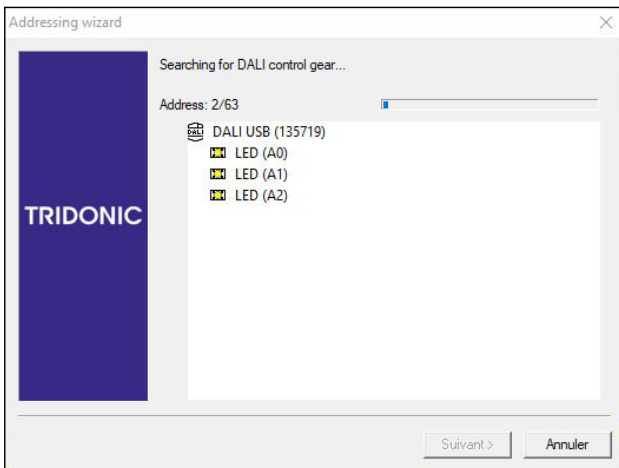 Addressing wizard
Searching for DALI control gear...
Address: 2/63
DALI
DALI USB (135719)
LED (A0)
LED (A1)
LED (A2)
TRIDONIC
Suivant >
Annuler